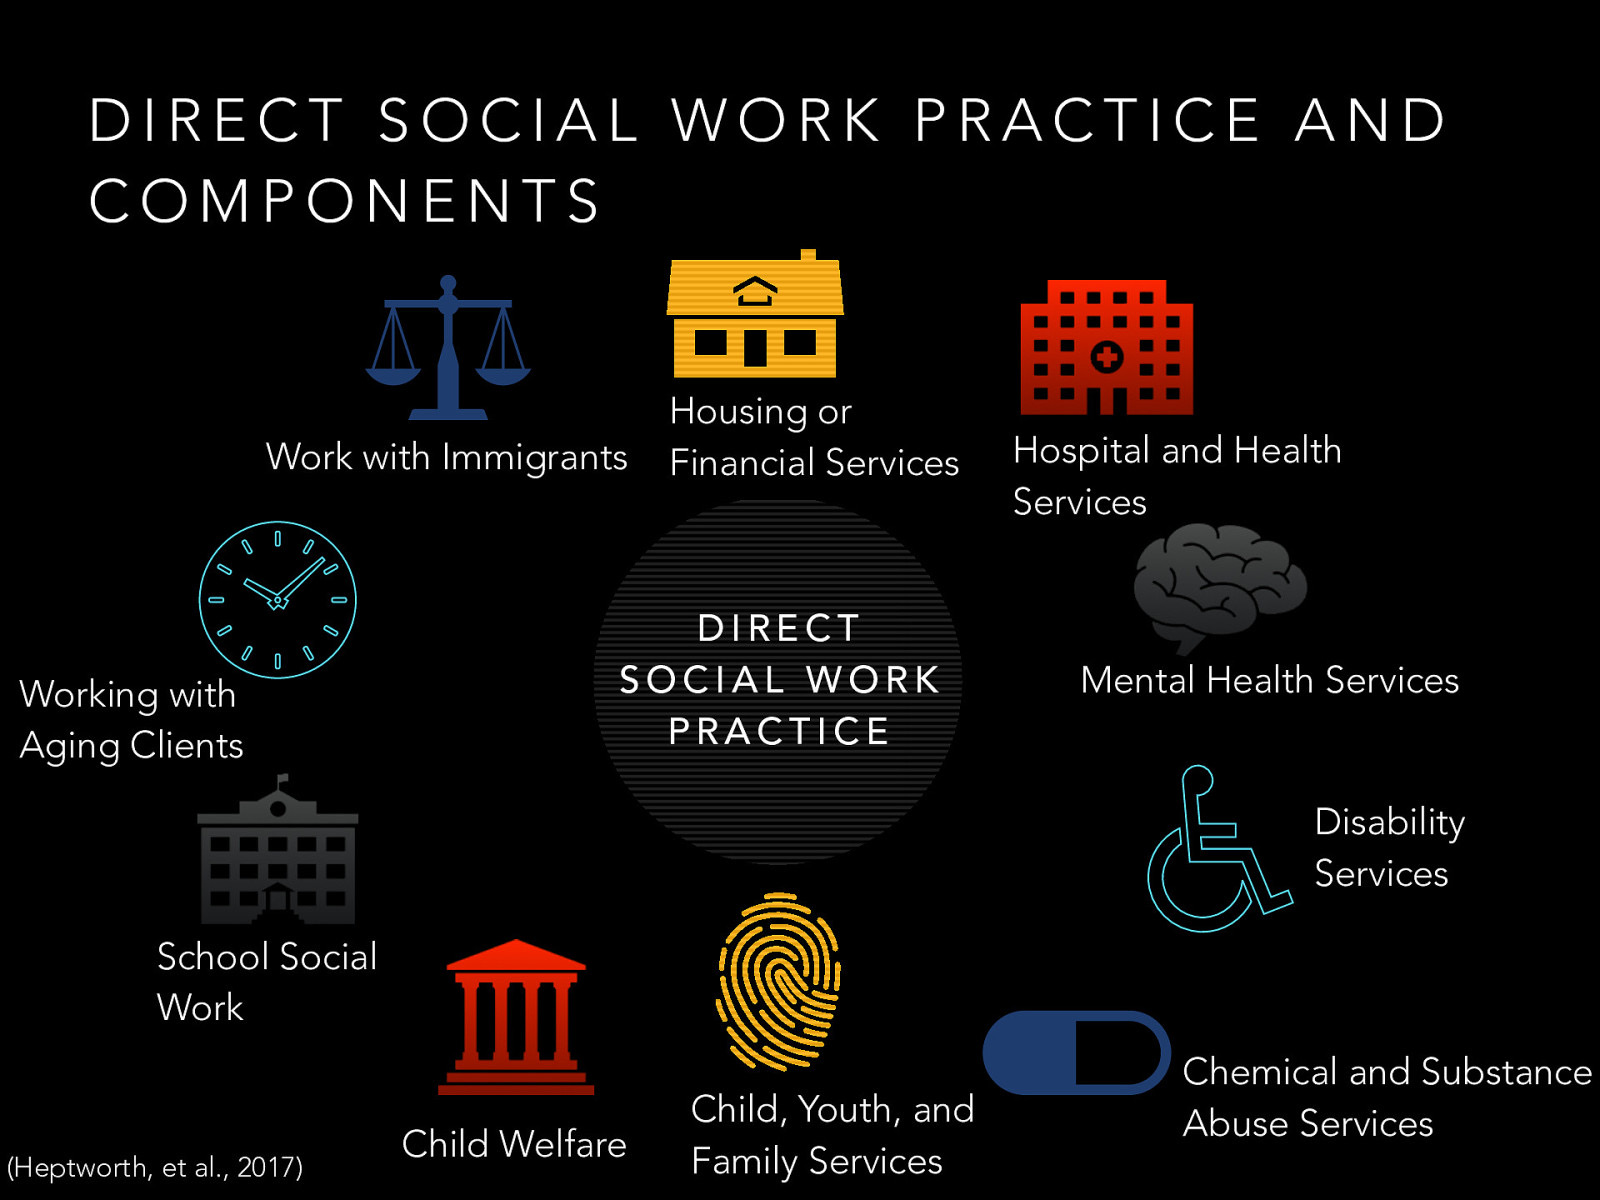 DIRECT SOCIAL WORK PRACTICE AND
COMPONENTS
Work with Immigrants
Housing or
Financial Services
Hospital and Health
Services
Mental Health Services
Disability
Services
Chemical and Substance
Abuse Services
Child, Youth, and
Family Services
Child Welfare
School Social
Work
Working with
Aging Clients
DIRECT
SOCIAL WORK
PRACTICE
(Heptworth, et al., 2017)